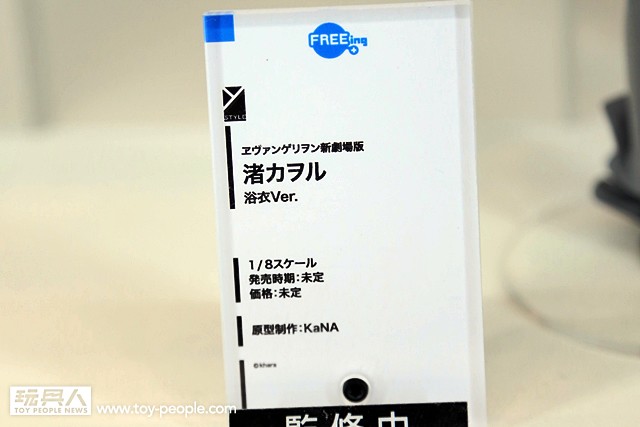 FREEing
STYLE
ヱヴァンゲリヲン新劇場版
渚カヲル
浴衣Ver.
1/8スケール
発売時期：未定
価格：未定
原型制作：KaNA
©khara
監修中
玩具人
TOY PEOPLE NEWS
www.toy-people.com